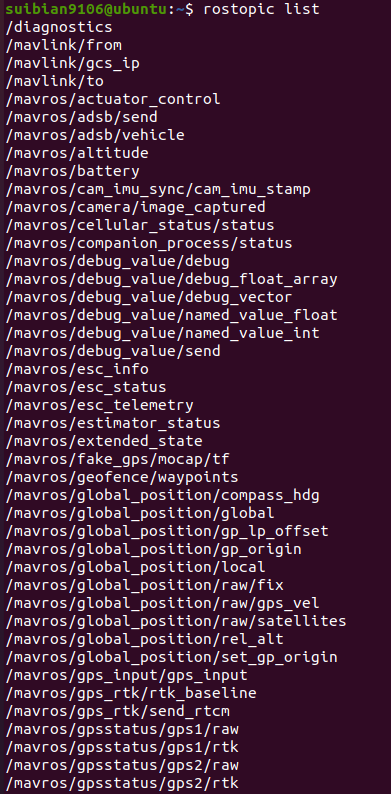 suibian9106@ubuntu:~$ rostopic list
/diagnostics
/mavlink/from
/mavlink/gcs_ip
/mavlink/to
/mavros/actuator_control
/mavros/adsb/send
/mavros/adsb/vehicle
/mavros/altitude
/mavros/battery
/mavros/cam_imu_sync/cam_imu_stamp
/mavros/camera/image_captured
/mavros/cellular_status/status
/mavros/companion_process/status
/mavros/debug_value/debug
/mavros/debug_value/debug_float_array
/mavros/debug_value/debug_vector
/mavros/debug_value/named_value_float
/mavros/debug_value/named_value_int
/mavros/debug_value/send
/mavros/esc_info
/mavros/esc_status
/mavros/esc_telemetry
/mavros/estimator_status
/mavros/extended_state
/mavros/fake_gps/mocap/tf
/mavros/geofence/waypoints
/mavros/global_position/compass_hdg
/mavros/global_position/global
/mavros/global_position/gp_lp_offset
/mavros/global_position/gp_origin
/mavros/global_position/local
/mavros/global_position/raw/fix
/mavros/global_position/raw/gps_vel
/mavros/global_position/raw/satellites
/mavros/global_position/rel_alt
/mavros/global_position/set_gp_origin
/mavros/gps_input/gps_input
/mavros/gps_rtk/rtk_baseline
/mavros/gps_rtk/send_rtcm
/mavros/gpsstatus/gps1/raw
/mavros/gpsstatus/gps1/rtk
/mavros/gpsstatus/gps2/raw
/mavros/gpsstatus/gps2/rtk